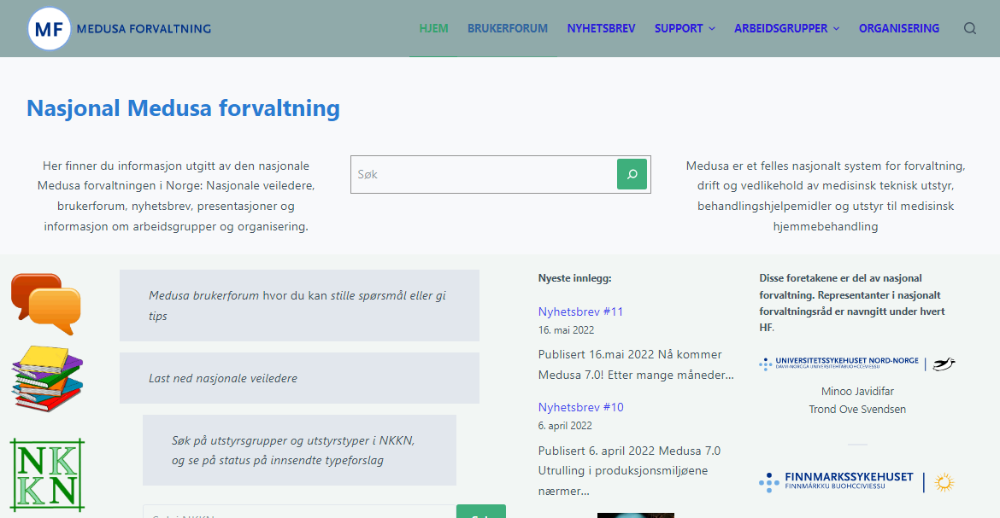 MF MEDUSA FORVALTNING
HJEM BRUKERFORUM NYHETSBREV SUPPORT ARBEIDSGRUPPER ORGANISERING
Nasjonal Medusa forvaltning
Her finner du informasjon utgitt av den nasjonale
Medusa forvaltningen i Norge: Nasjonale veiledere,
brukerforum, nyhetsbrev, presentasjoner og
informasjon om arbeidsgrupper og organisering.
Søk
Medusa er et felles nasjonalt system for forvaltning,
drift og vedlikehold av medisinsk teknisk utstyr,
behandlingshjelpemidler og utstyr til medisinsk
hjemmebehandling
Medusa brukerforum hvor du kan stille spørsmål eller gi
tips
Last ned nasjonale veiledere
NK
KN
Søk på utstyrsgrupper og utstyrstyper i NKKN,
og se på status på innsendte typeforslag
Nyeste innlegg:
Nyhetsbrev #11
16. mai 2022
Publisert 16.mai 2022 Nå kommer
Medusa 7.0! Etter mange måneder...
Nyhetsbrev #10
6. april 2022
Publisert 6. april 2022 Medusa 7.0
Utrulling i produksjonsmiljøene
nærmer...
Disse foretakene er del av nasjonal
forvaltning. Representanter i nasjonalt
forvaltningsråd er navngitt under hvert
HF.
UNIVERSITETSSYKEHUSET NORD-NORGE
Minoo Javidifar
Trond Ove Svendsen
FINNMARKSSYKEHUSET
FINNMÁRKKU BUOHCCIVIESSU